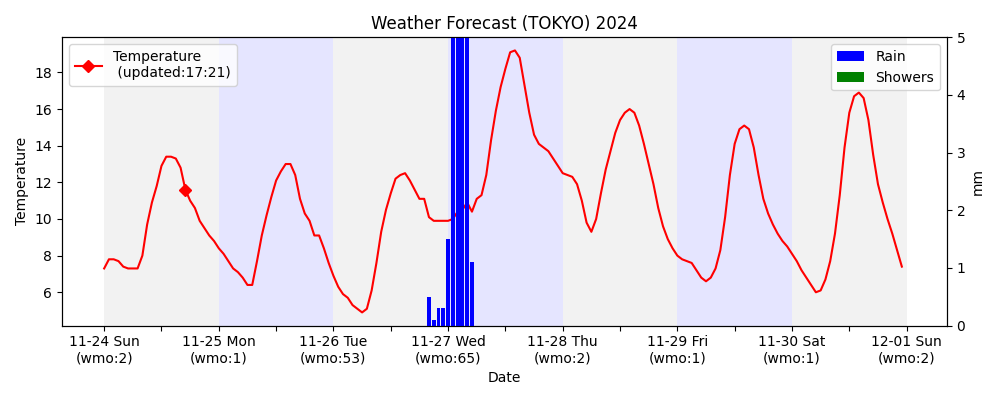 Weather Forecast (TOKYO) 2024
Temperature
(updated:17:21)
Rain
Showers
Temperature
18
16
14
12
10
8
6
5
4
3
2
1
0
mm
11-24 Sun
(wmo:2)
11-25 Mon
(wmo:1)
11-26 Tue
(wmo:53)
11-27 Wed
(wmo:65)
11-28 Thu
(wmo:2)
11-29 Fri
(wmo:1)
11-30 Sat
(wmo:1)
12-01 Sun
(wmo:2)
Date